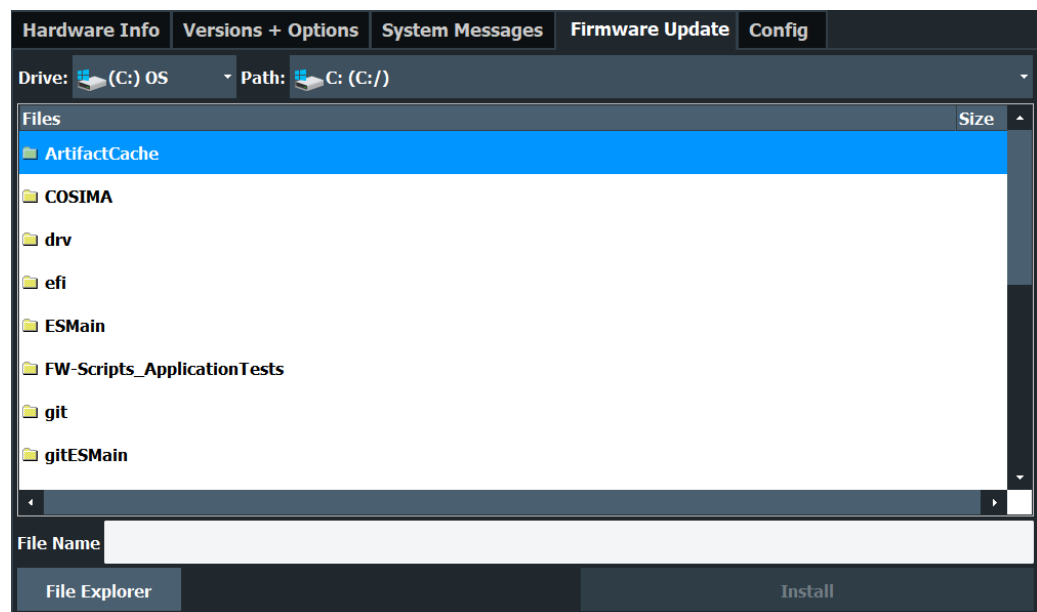 Hardware Info Versions + Options System Messages Firmware Update Config
Drive: (C:) OS Path: C: (C:/)
Files Size
ArtifactCache
COSIMA
drv
efi
ESMain
FW-Scripts_ApplicationTests
git
gitESMain
File Name
File Explorer Install